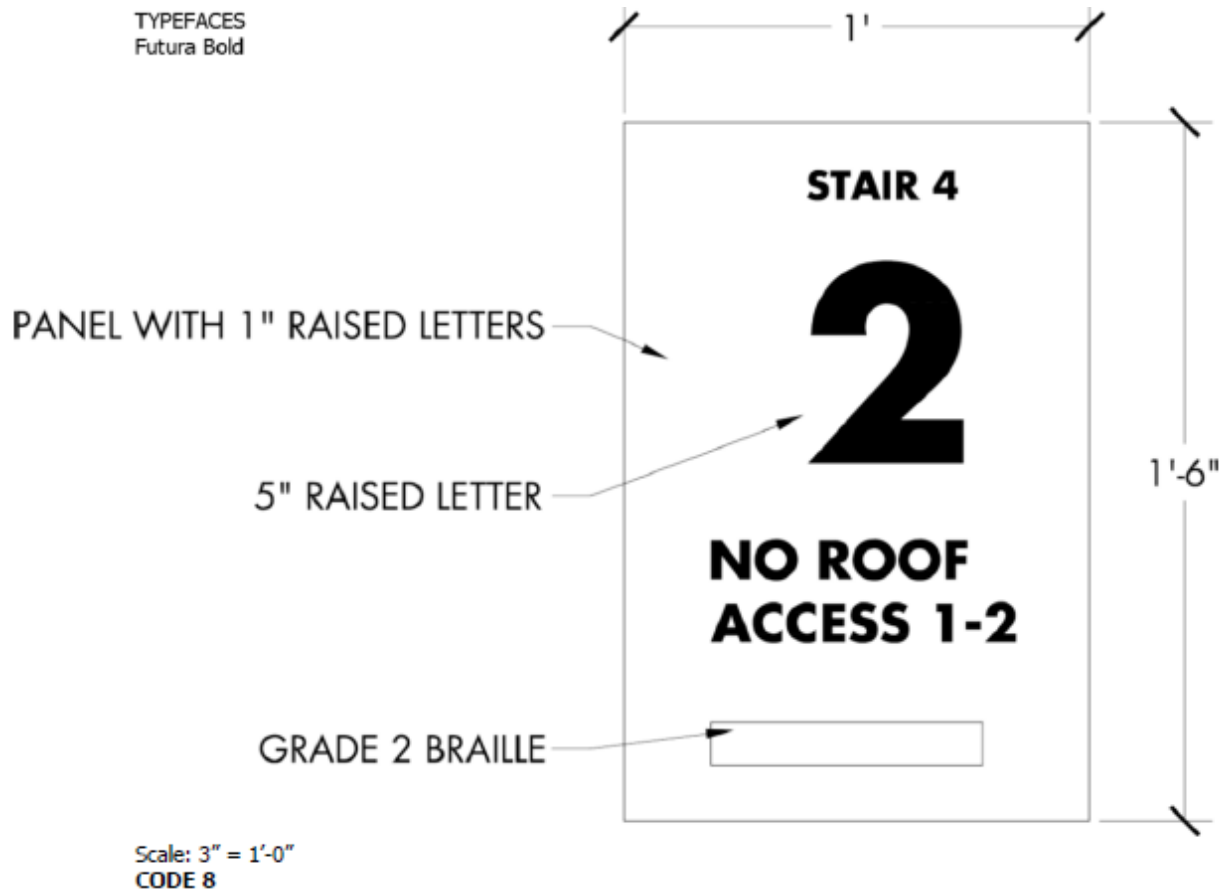 TYPEFACES
Futura Bold
1'
STAIR 4
2
PANEL WITH 1" RAISED LETTERS
5" RAISED LETTER
1'-6"
NO ROOF
ACCESS 1-2
GRADE 2 BRAILLE
Scale: 3" = 1'-0"
CODE 8